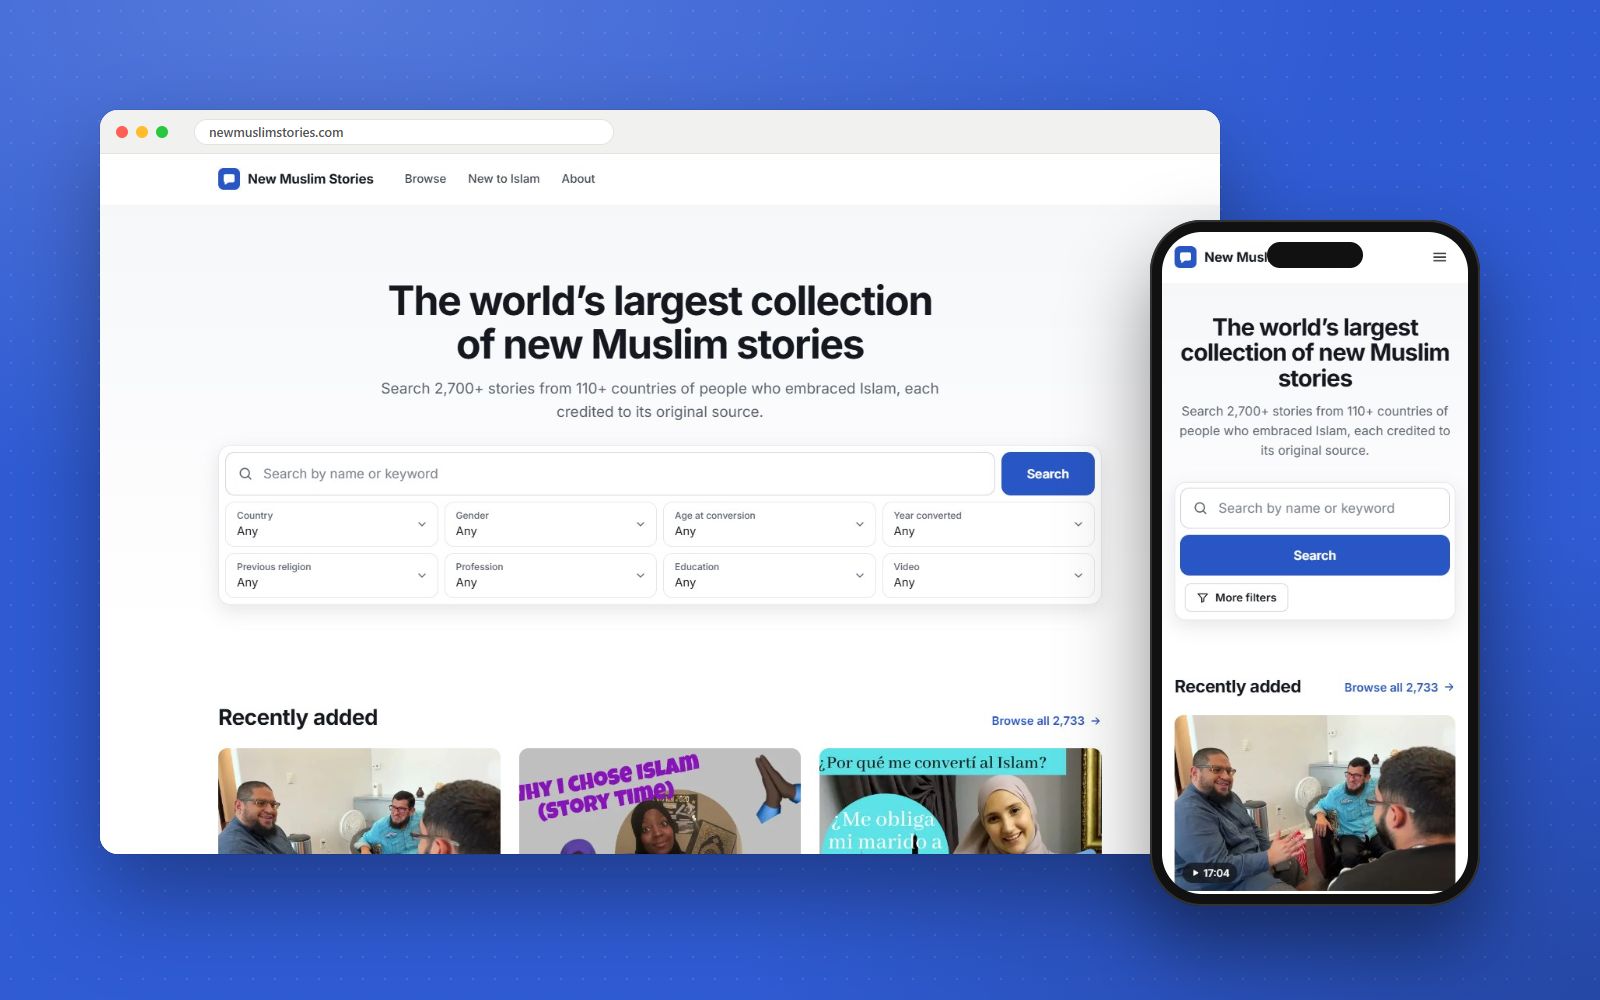 newmuslimstories.com
New Muslim Stories
Browse
New to Islam
About
The world’s largest collection
of new Muslim stories
Search 2,700+ stories from 110+ countries of people who embraced Islam, each
credited to its original source.
Search by name or keyword
Search
Country
Any
Gender
Any
Age at conversion
Any
Year converted
Any
Previous religion
Any
Profession
Any
Education
Any
Video
Any
Recently added
Browse all 2,733 →
WHY I CHOSE ISLAM
(STORY TIME)
¿Por qué me convertí al Islam?
¿Me obliga
mi marido a
New Musl
The world’s largest
collection of new Muslim
stories
Search 2,700+ stories from 110+ countries of
people who embraced Islam, each credited to
its original source.
Search by name or keyword
Search
More filters
Recently added
Browse all 2,733 →
17:04